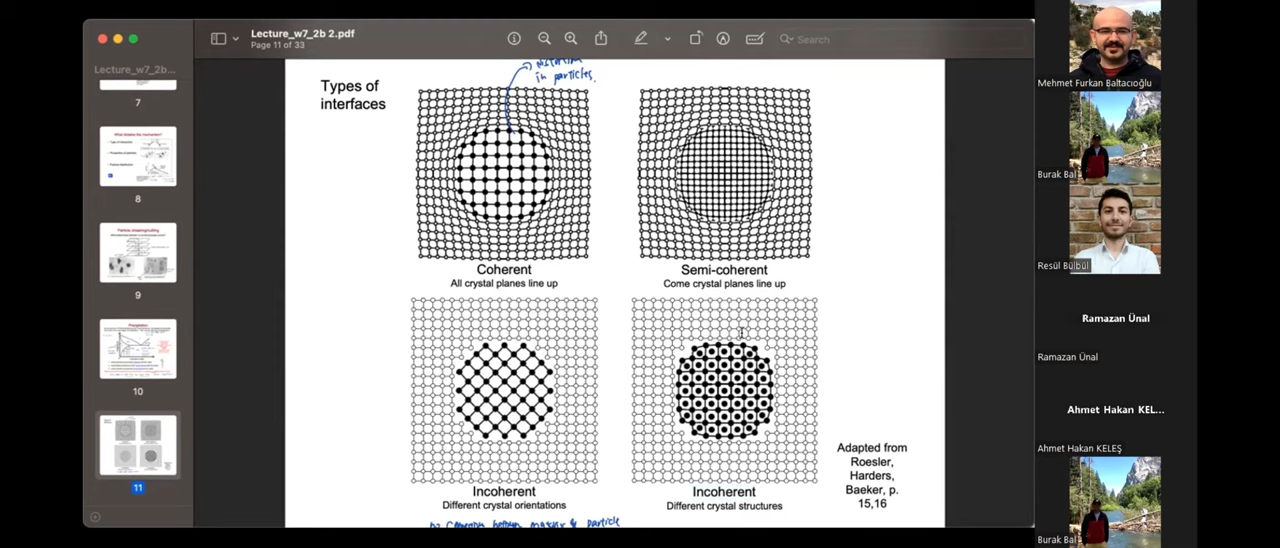 Lecture_w7_2b 2.pdf
Page 11 of 33
Search
Lecture_w7_2b...
7
8
9
10
11
Types of
interfaces
in particles.
Coherent
All crystal planes line up
Semi-coherent
Come crystal planes line up
Incoherent
Different crystal orientations
Incoherent
Different crystal structures
Adapted from
Roesler,
Harders,
Baeker, p.
15,16
particle
Mehmet Furkan Baltacıoğlu
Burak Bal
Resül Bülbül
Ramazan Ünal
Ramazan Ünal
Ahmet Hakan KEL...
Ahmet Hakan KELEŞ
Burak Bal